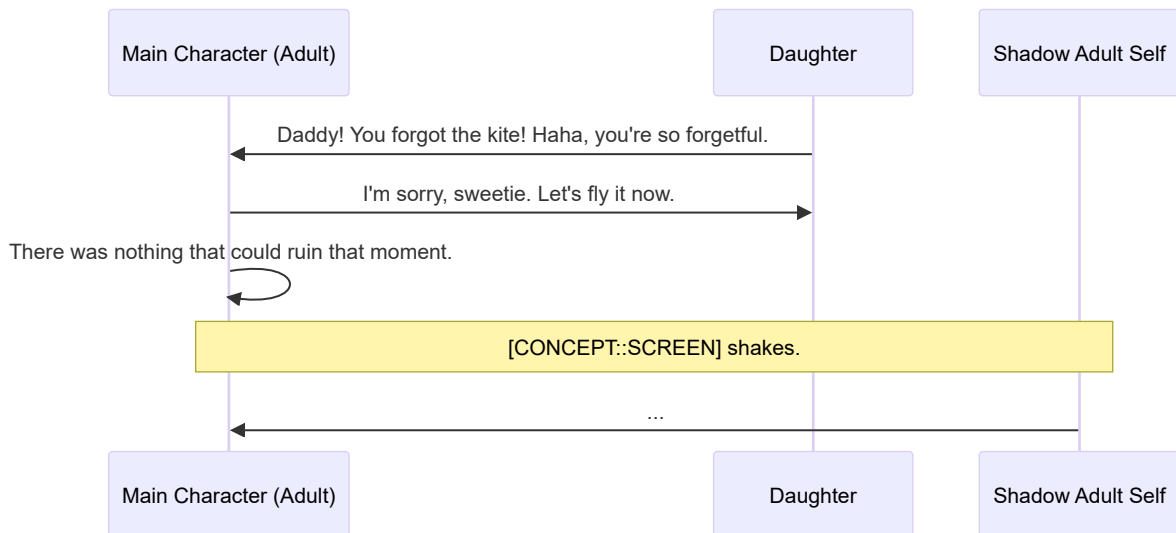 Main Character (Adult)
Daughter
Shadow Adult Self
Daddy! You forgot the kite! Haha, you're so forgetful.
I'm sorry, sweetie. Let's fly it now.
There was nothing that could ruin that moment.
[CONCEPT::SCREEN] shakes.
...
Main Character (Adult)
Daughter
Shadow Adult Self